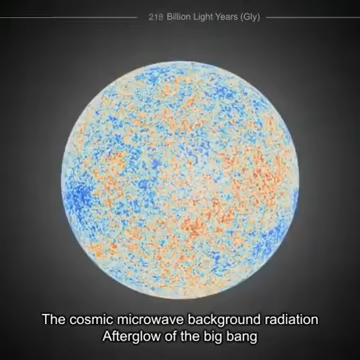 218 Billion Light Years (Gly)
The cosmic microwave background radiation
Afterglow of the big bang